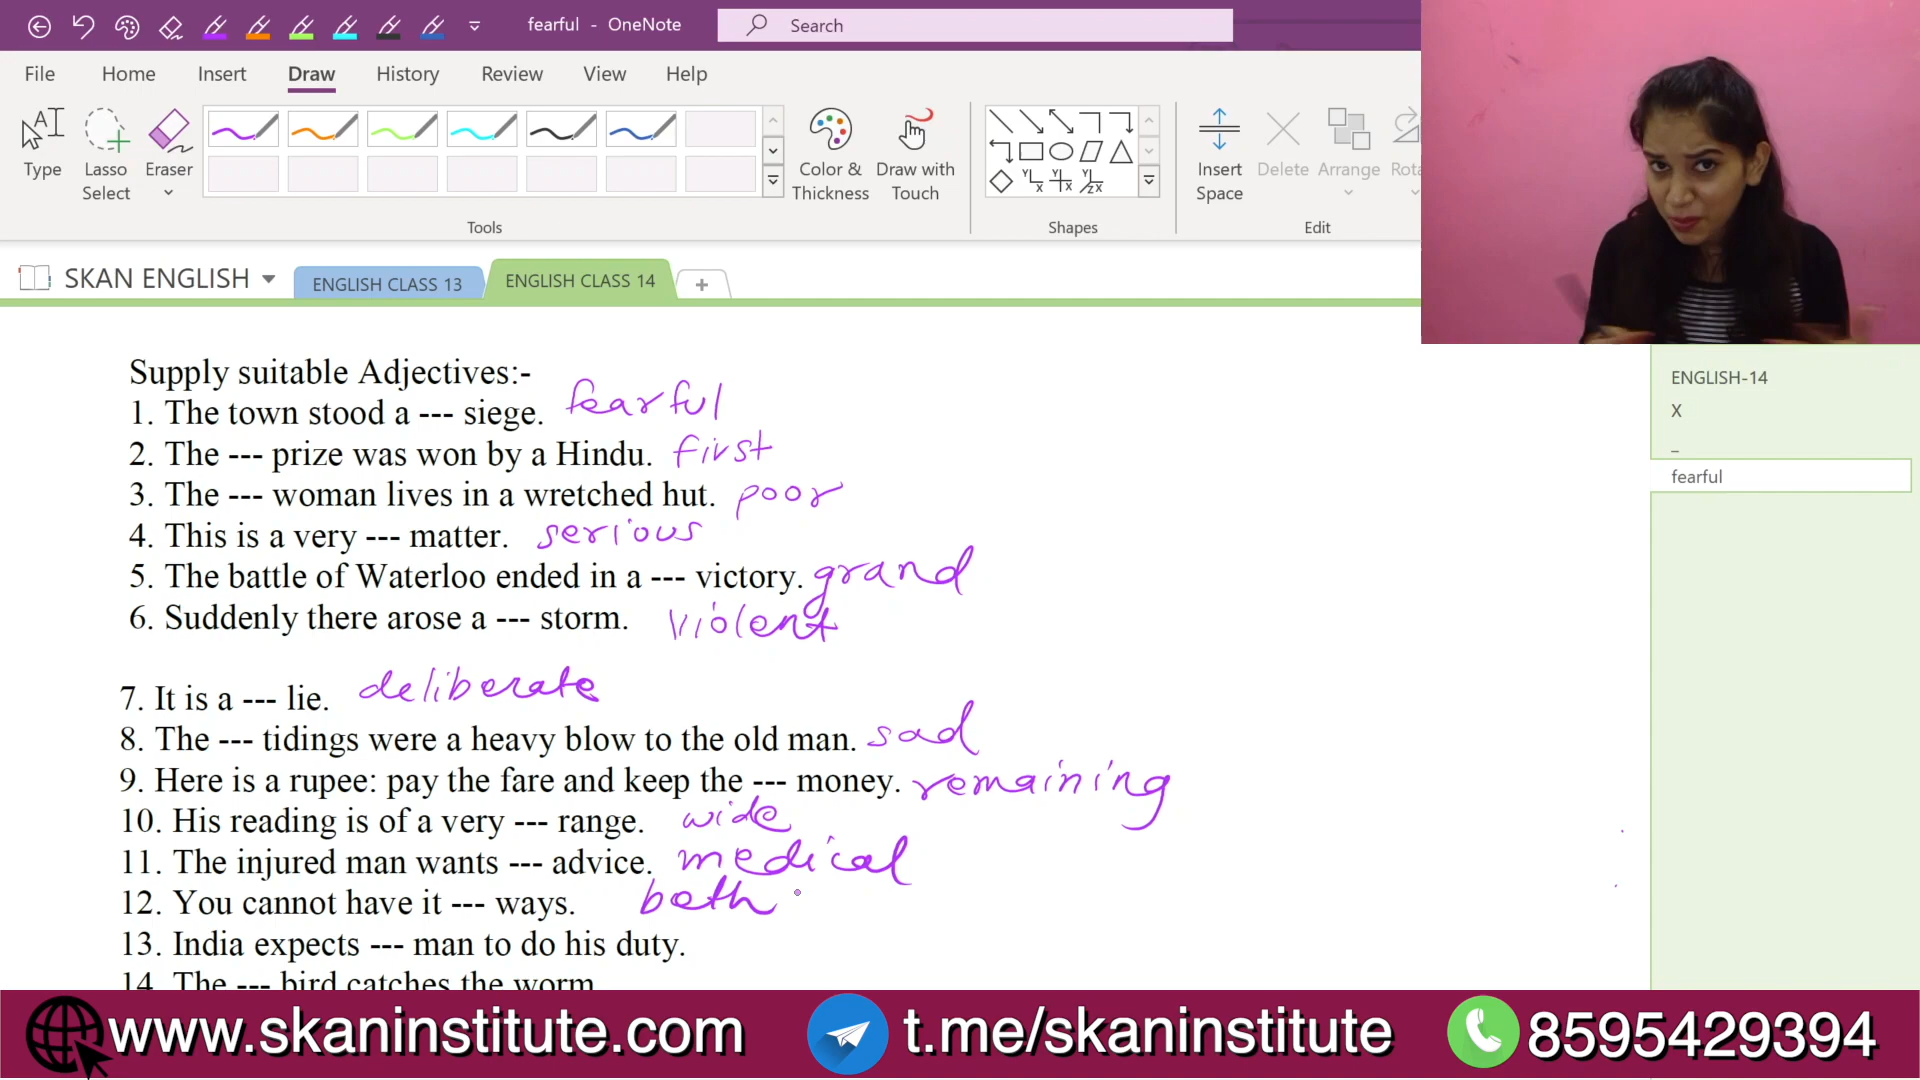 fearful - OneNote
Search
File Home Insert Draw History Review View Help
Type
Lasso Select
Eraser
Color & Thickness
Draw with Touch
Insert Space
Delete
Arrange
Rota
Tools
Shapes
Edit
SKAN ENGLISH
ENGLISH CLASS 13
ENGLISH CLASS 14
+
Supply suitable Adjectives:-
1. The town stood a --- siege. fearful
2. The --- prize was won by a Hindu. first
3. The --- woman lives in a wretched hut. poor
4. This is a very --- matter. serious
5. The battle of Waterloo ended in a --- victory. grand
6. Suddenly there arose a --- storm. violent
7. It is a --- lie. deliberate
8. The --- tidings were a heavy blow to the old man. sad
9. Here is a rupee: pay the fare and keep the --- money. remaining
10. His reading is of a very --- range. wide
11. The injured man wants --- advice. medical
12. You cannot have it --- ways. both
13. India expects --- man to do his duty.
14. The --- bird catches the worm
ENGLISH-14
X
_
fearful
www.skaninstitute.com
t.me/skaninstitute
8595429394